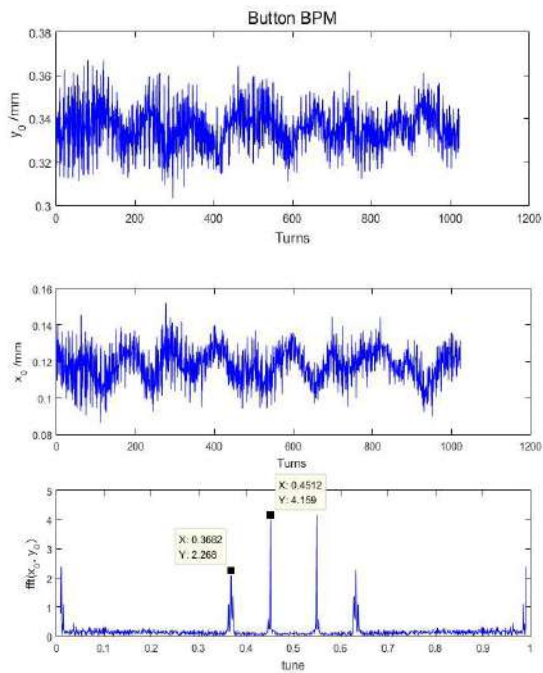 Button BPM
0.38
0.36
0.34
0.32
0.3
y0 /mm
0 200 400 600 800 1000 1200
Turns
0.16
0.14
0.12
0.1
0.08
x0 /mm
0 200 400 600 800 1000 1200
Turns
X: 0.4512
Y: 4.159
X: 0.3682
Y: 2.268
5
4
3
2
1
0
fft(x0, y0)
0 0.1 0.2 0.3 0.4 0.5 0.6 0.7 0.8 0.9 1
tune